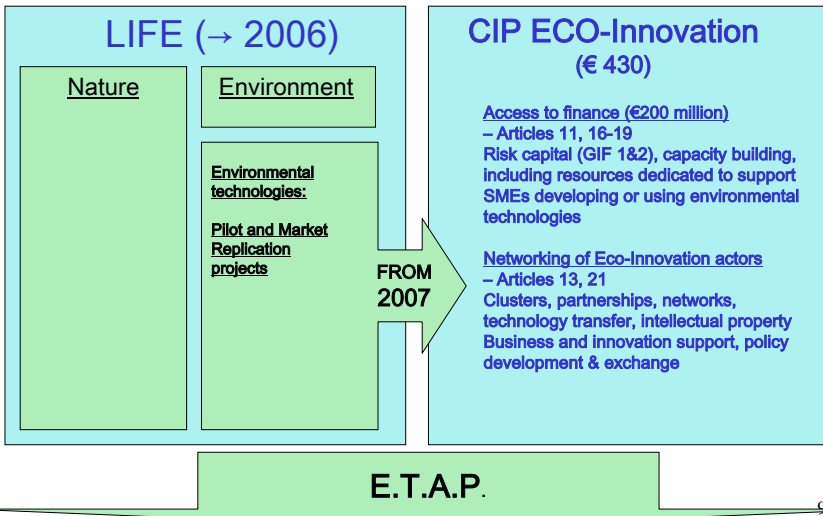 LIFE (→ 2006)
Nature
Environment
Environmental
technologies:
Pilot and Market
Replication
projects
FROM
2007
CIP ECO-Innovation
(€ 430)
Access to finance (€200 million)
– Articles 11, 16-19
Risk capital (GIF 1&2), capacity building,
including resources dedicated to support
SMEs developing or using environmental
technologies
Networking of Eco-Innovation actors
– Articles 13, 21
Clusters, partnerships, networks,
technology transfer, intellectual property
Business and innovation support, policy
development & exchange
E.T.A.P.